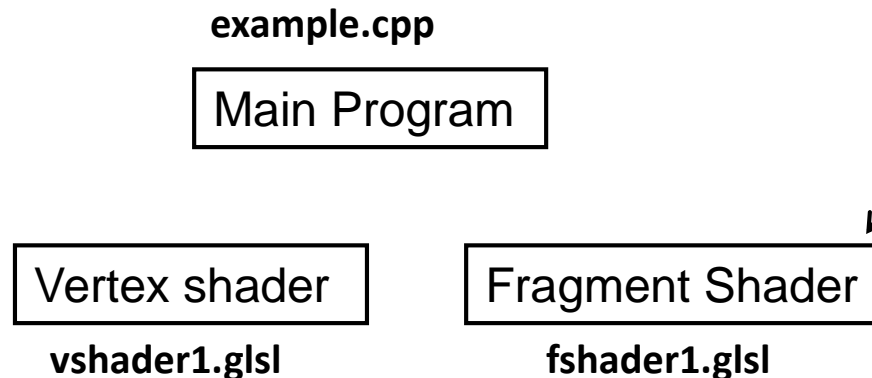 example.cpp
Main Program
Vertex shader
Fragment Shader
vshader1.glsl
fshader1.glsl